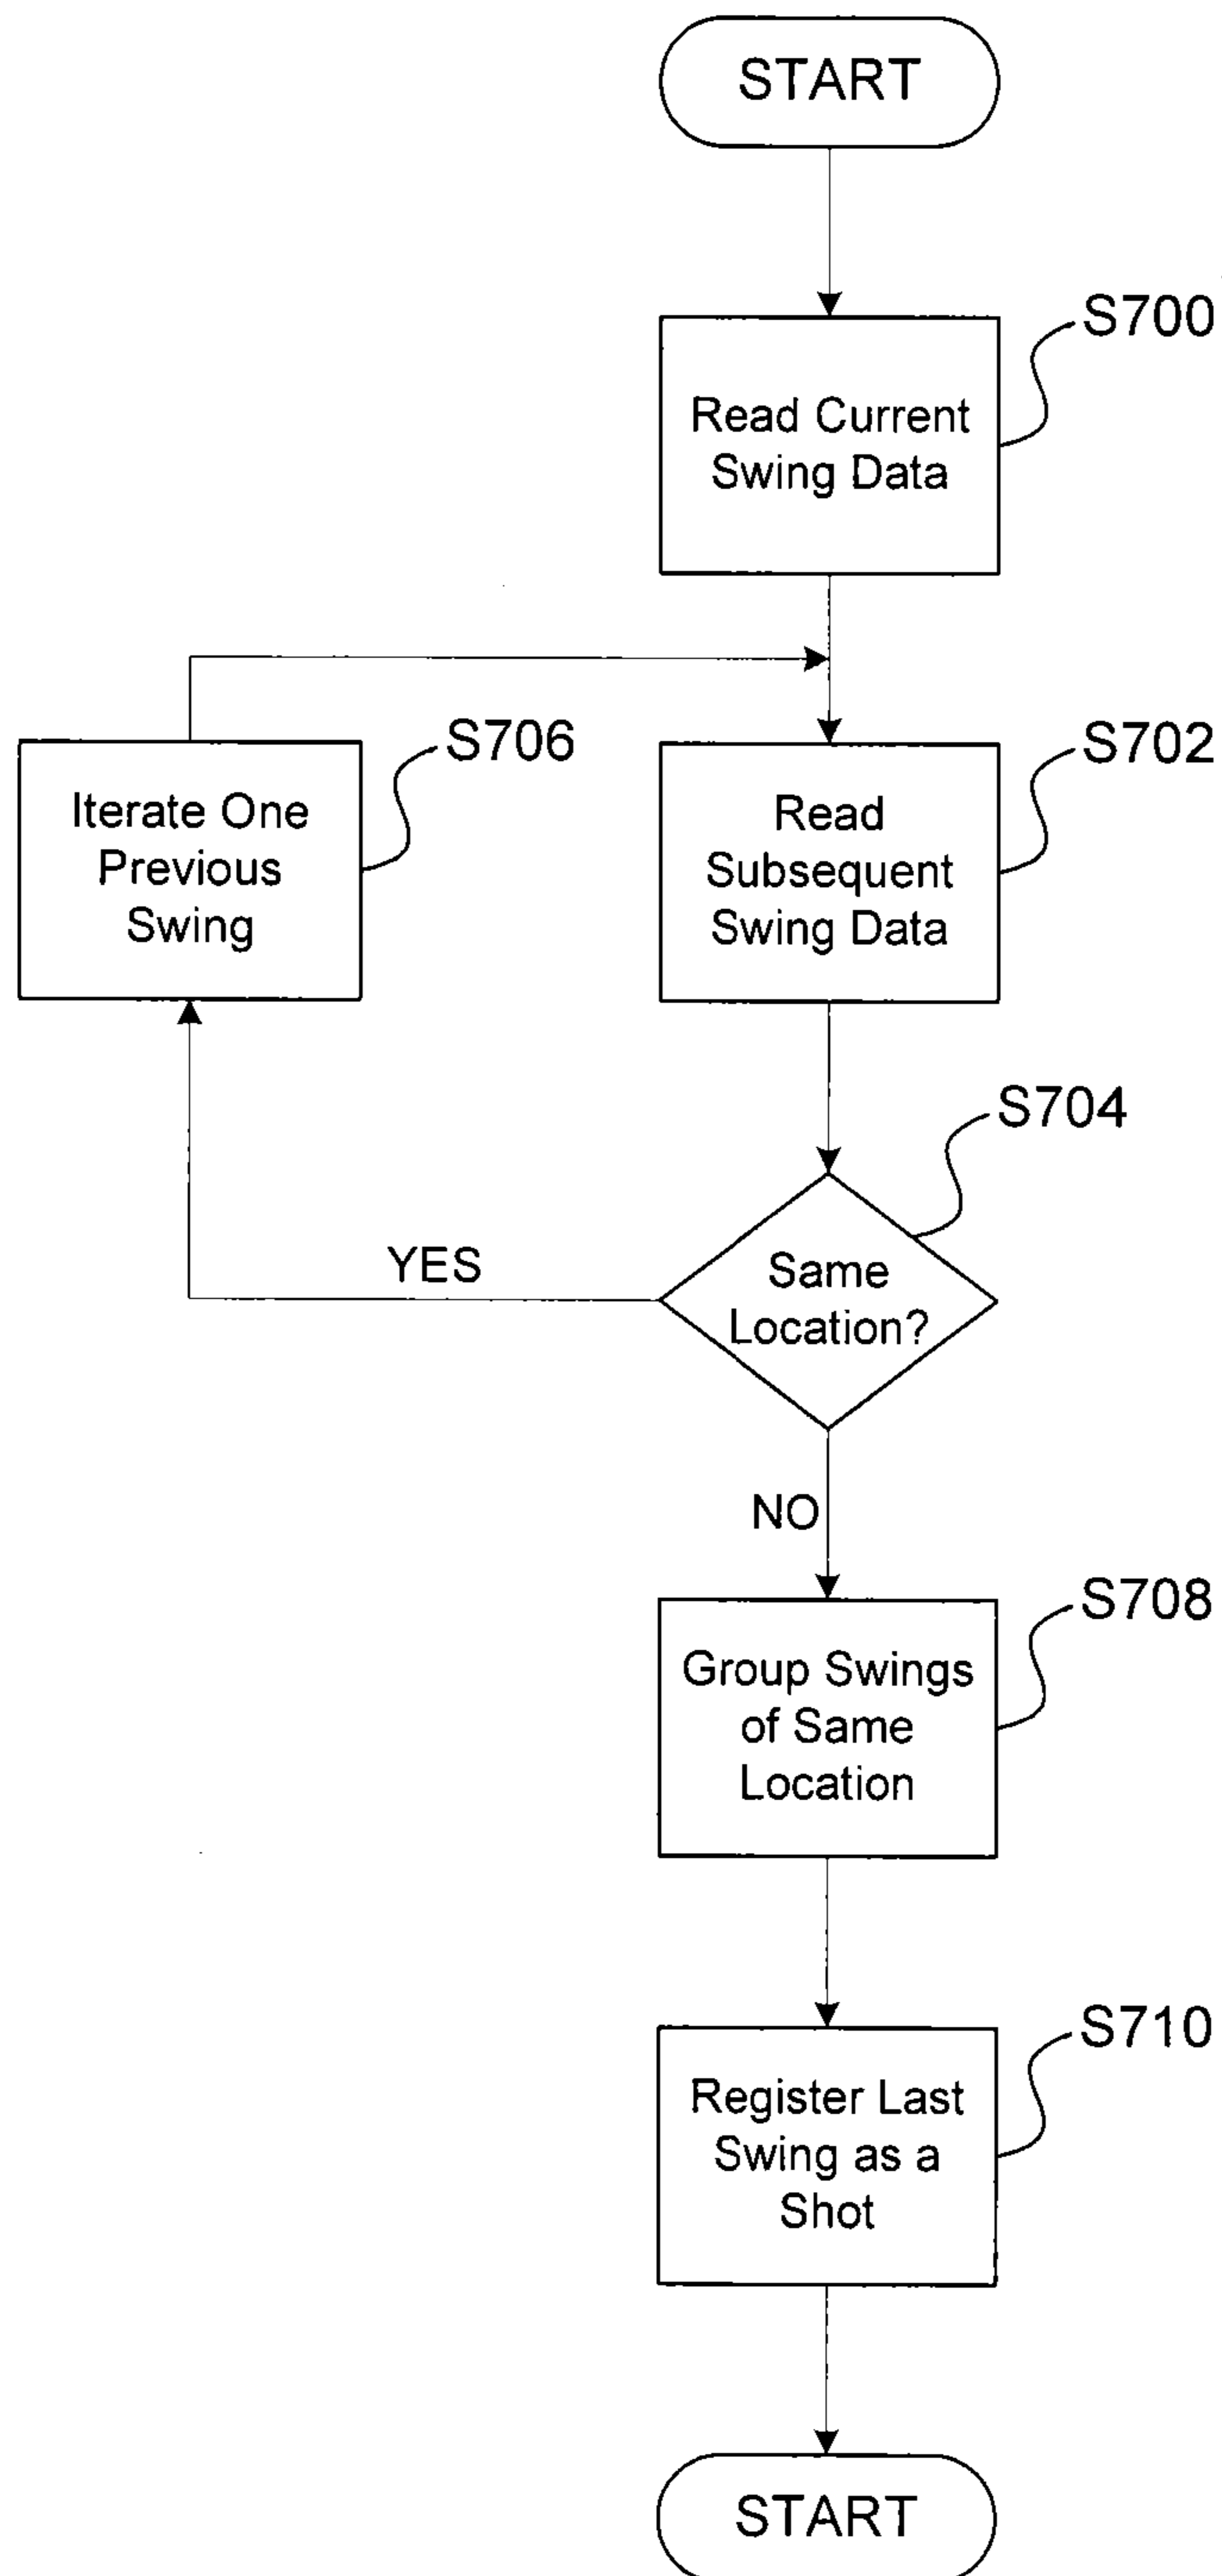 START
S700
Read Current
Swing Data
S706
Iterate One
Previous
Swing
S702
Read
Subsequent
Swing Data
S704
Same
Location?
YES
NO
S708
Group Swings
of Same
Location
S710
Register Last
Swing as a
Shot
START